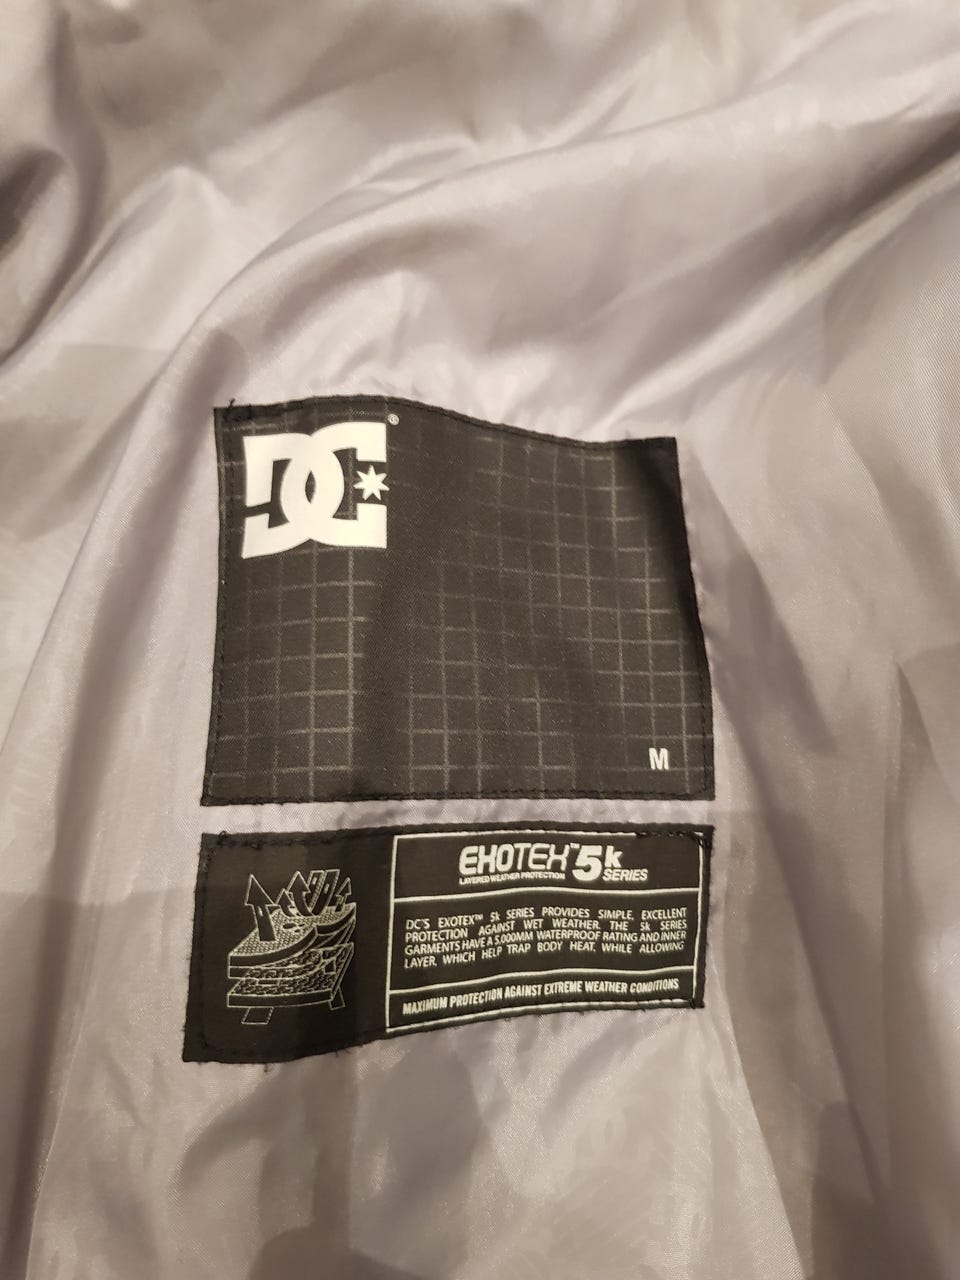 DC®
M
EXOTEX™ 5k
LAYERED WEATHER PROTECTION SERIES
DC'S EXOTEX™ 5k SERIES PROVIDES SIMPLE, EXCELLENT
PROTECTION AGAINST WET WEATHER. THE 5k SERIES
GARMENTS HAVE A 5,000MM WATERPROOF RATING AND INNER
LAYER, WHICH HELP TRAP BODY HEAT, WHILE ALLOWING
MAXIMUM PROTECTION AGAINST EXTREME WEATHER CONDITIONS